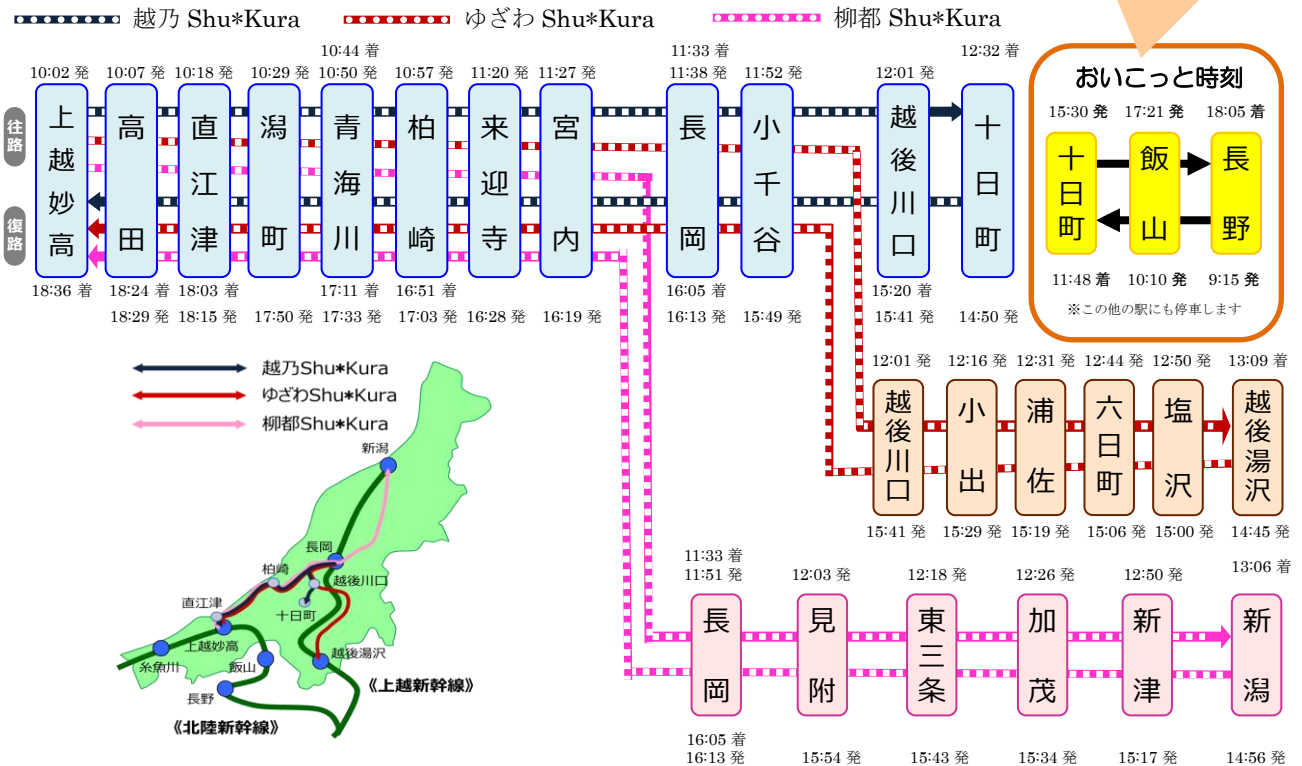 越乃 Shu*Kura
ゆざわ Shu*Kura
柳都 Shu*Kura
10:44 着
11:33 着
12:32 着
10:02 発
10:07 発
10:18 発
10:29 発
10:50 発
10:57 発
11:20 発
11:27 発
11:38 発
11:52 発
12:01 発
往路
復路
上越妙高
高田
直江津
潟町
青海川
柏崎
来迎寺
宮内
長岡
小千谷
越後川口
十日町
18:36 着
18:24 着
18:03 着
17:11 着
16:51 着
16:05 着
15:20 着
18:29 発
18:15 発
17:50 発
17:33 発
17:03 発
16:28 発
16:19 発
16:13 発
15:49 発
15:41 発
14:50 発
おいこっと時刻
15:30 発
17:21 発
18:05 着
十日町
飯山
長野
11:48 着
10:10 発
9:15 発
※この他の駅にも停車します
12:01 発
12:16 発
12:31 発
12:44 発
12:50 発
13:09 着
越後川口
小出
浦佐
六日町
塩沢
越後湯沢
15:41 発
15:29 発
15:19 発
15:06 発
15:00 発
14:45 発
越乃Shu*Kura
ゆざわShu*Kura
柳都Shu*Kura
新潟
長岡
柏崎
越後川口
直江津
十日町
上越妙高
糸魚川
飯山
越後湯沢
長野
《上越新幹線》
《北陸新幹線》
11:33 着
11:51 発
12:03 発
12:18 発
12:26 発
12:50 発
13:06 着
長岡
見附
東三条
加茂
新津
新潟
16:05 着
16:13 発
15:54 発
15:43 発
15:34 発
15:17 発
14:56 発